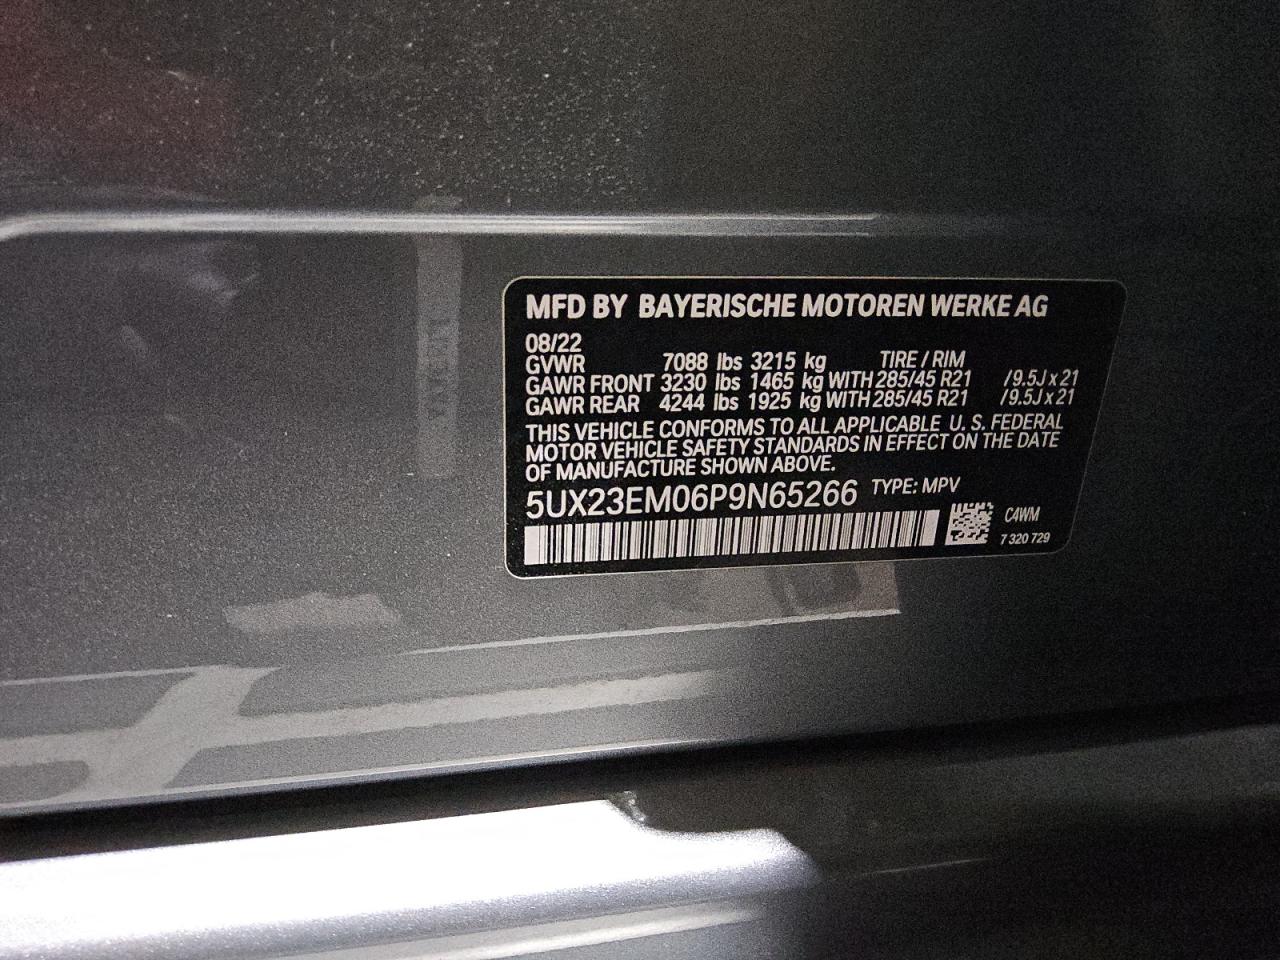 MFD BY BAYERISCHE MOTOREN WERKE AG
08/22
GVWR 7088 lbs 3215 kg TIRE / RIM
GAWR FRONT 3230 lbs 1465 kg WITH 285/45 R21 /9.5J x 21
GAWR REAR 4244 lbs 1925 kg WITH 285/45 R21 /9.5J x 21
THIS VEHICLE CONFORMS TO ALL APPLICABLE U. S. FEDERAL
MOTOR VEHICLE SAFETY STANDARDS IN EFFECT ON THE DATE
OF MANUFACTURE SHOWN ABOVE.
5UX23EM06P9N65266 TYPE: MPV
C4WM
7 320 729